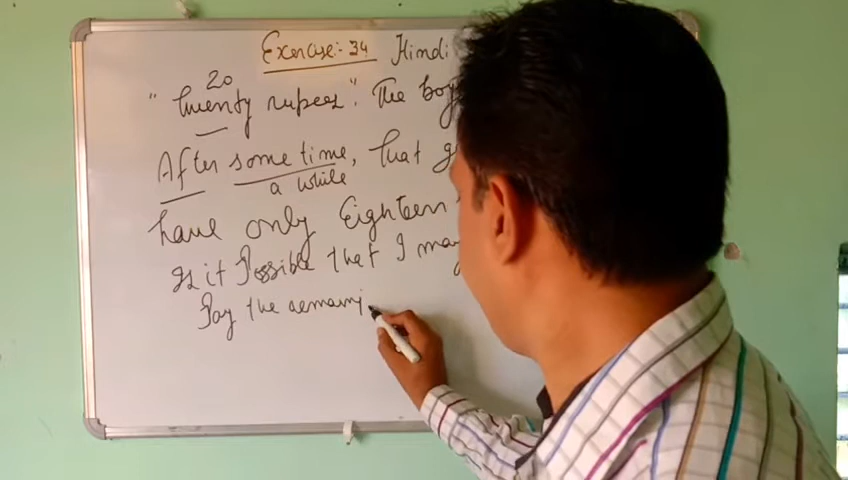 Exercise:- 34 Hindi
20
"Twenty rupees". The boy
After some time, that
a while
have only Eighteen
Is it Possible that I may
Pay the